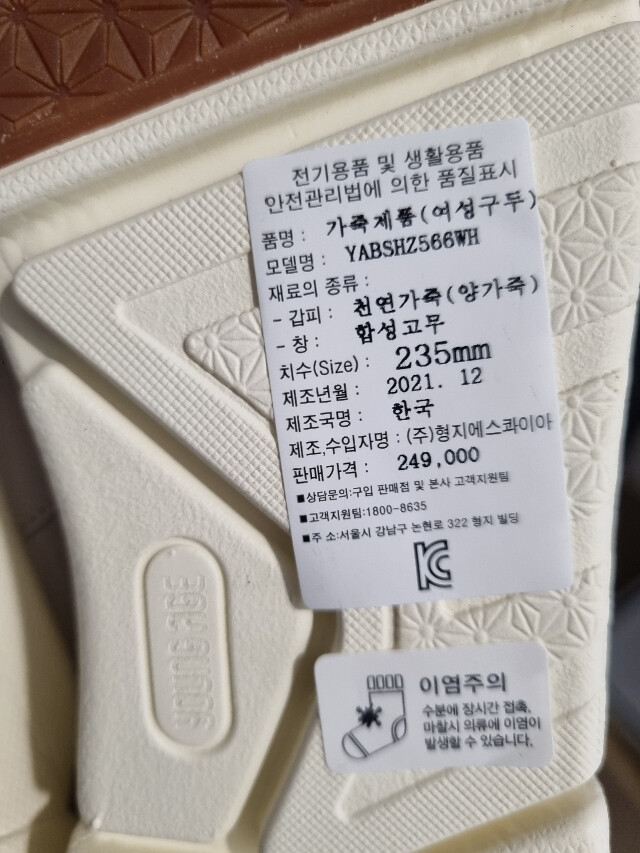 전기용품 및 생활용품
안전관리법에 의한 품질표시
품명 : 가죽제품(여성구두)
모델명 : YABSHZ566WH
재료의 종류 :
- 갑피 : 천연가죽(양가죽)
- 창 : 합성고무
치수(Size) : 235mm
제조년월 : 2021. 12
제조국명 : 한국
제조,수입자명 : (주)형지에스콰이아
판매가격 : 249,000
■상담문의:구입 판매점 및 본사 고객지원팀
■고객지원팀:1800-8635
■주 소:서울시 강남구 논현로 322 형지 빌딩
KC
YOUNG AGE
이염주의
수분에 장시간 접촉,
마찰시 의류에 이염이
발생할 수 있습니다.